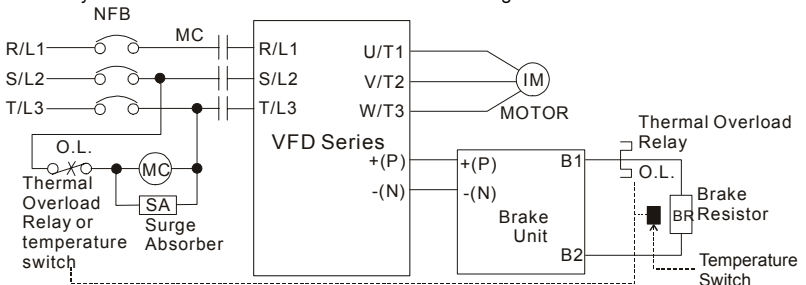 NFB
MC
R/L1
R/L1
U/T1
S/L2
S/L2
V/T2
IM
T/L3
T/L3
W/T3
MOTOR
VFD Series
O.L.
MC
SA
Thermal
Overload
Relay or
temperature
switch
Surge
Absorber
+(P)
-(N)
+(P)
-(N)
B1
B2
Brake
Unit
Thermal Overload
Relay
O.L.
BR
Brake
Resistor
Temperature
Switch